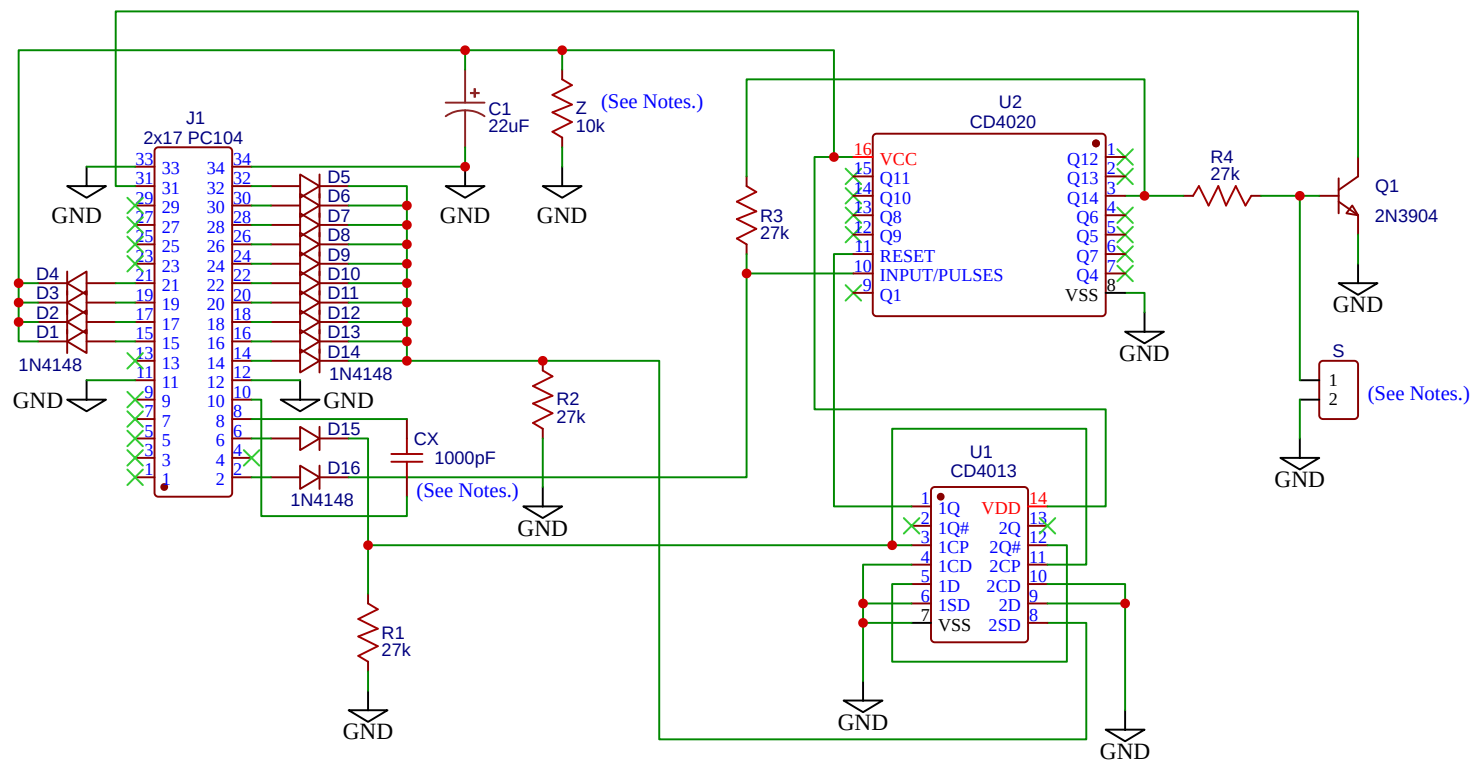 J1
2x17 PC104
33 33 34 34
31 31 32 32
29 29 30 30
27 27 28 28
25 25 26 26
23 23 24 24
21 21 22 22
19 19 20 20
17 17 18 18
15 15 16 16
13 13 14 14
11 11 12 12
9 9 10 10
7 7 8 8
5 5 6 6
3 3 4 4
1 1 2 2
GND
D4
D3
D2
D1
1N4148
GND
D5
D6
D7
D8
D9
D10
D11
D12
D13
D14
1N4148
GND
D15
D16
1N4148
CX
1000pF
(See Notes.)
+
C1
22uF
GND
Z
10k
(See Notes.)
GND
R2
27k
GND
R1
27k
GND
R3
27k
U2
CD4020
16 VCC Q12 1
15 Q11 Q13 2
14 Q10 Q14 3
13 Q8 Q6 4
12 Q9 Q5 5
11 RESET Q7 6
10 INPUT/PULSES Q4 7
9 Q1 VSS 8
GND
R4
27k
Q1
2N3904
GND
S
1
2
(See Notes.)
GND
U1
CD4013
1 1Q VDD 14
2 1Q# 2Q 13
3 1CP 2Q# 12
4 1CD 2CP 11
5 1D 2CD 10
6 1SD 2D 9
7 VSS 2SD 8
GND
GND